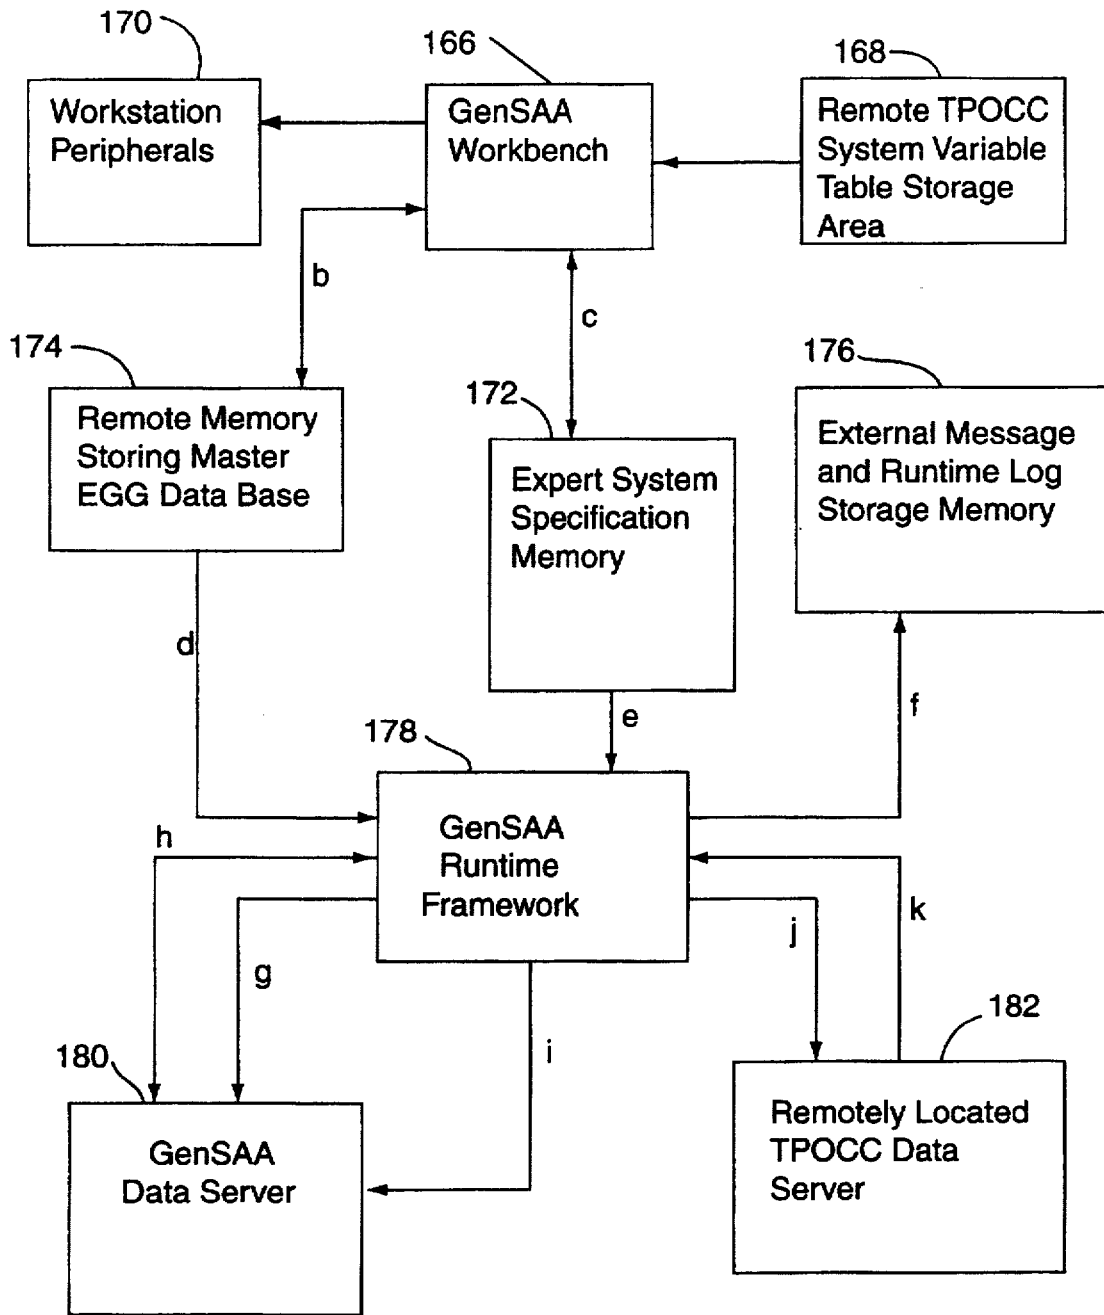 170
166
168
Workstation
Peripherals
GenSAA
Workbench
Remote TPOCC
System Variable
Table Storage
Area
b
c
174
172
176
Remote Memory
Storing Master
EGG Data Base
Expert System
Specification
Memory
External Message
and Runtime Log
Storage Memory
d
e
f
178
GenSAA
Runtime
Framework
h
g
i
j
k
180
182
GenSAA
Data Server
Remotely Located
TPOCC Data
Server